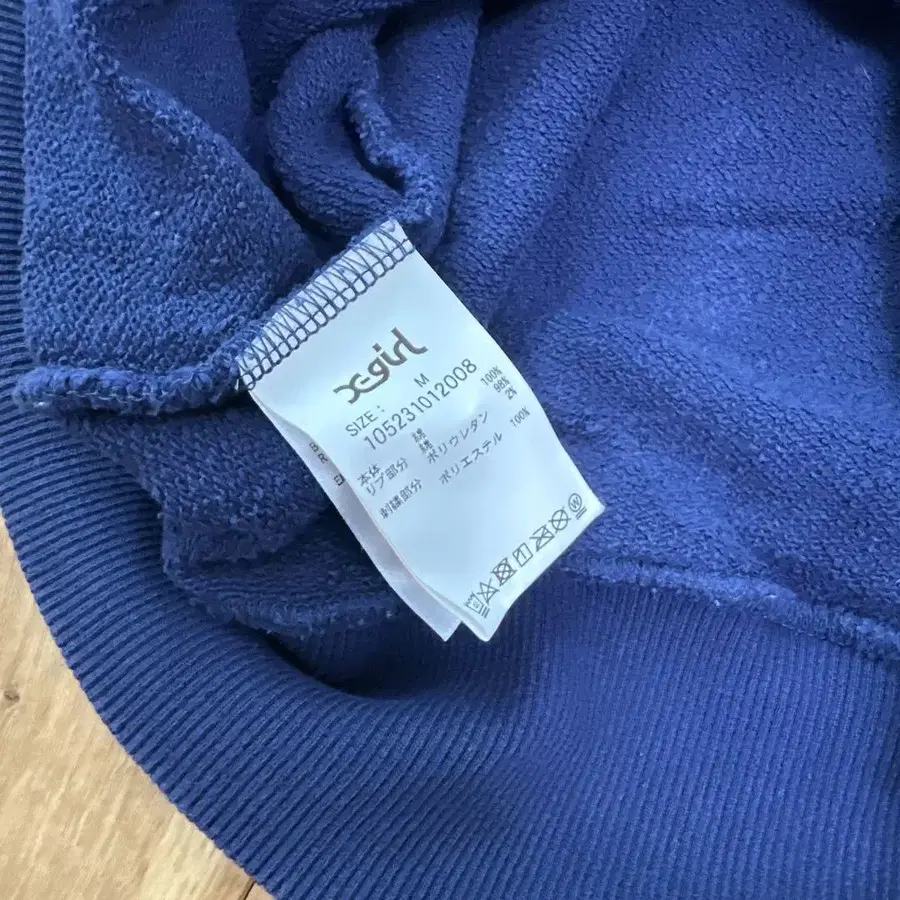 X-girl
SIZE : M
105231012008
本体 綿 100%
リブ部分 綿 98%
ポリウレタン 2%
刺繍部分 ポリエステル 100%